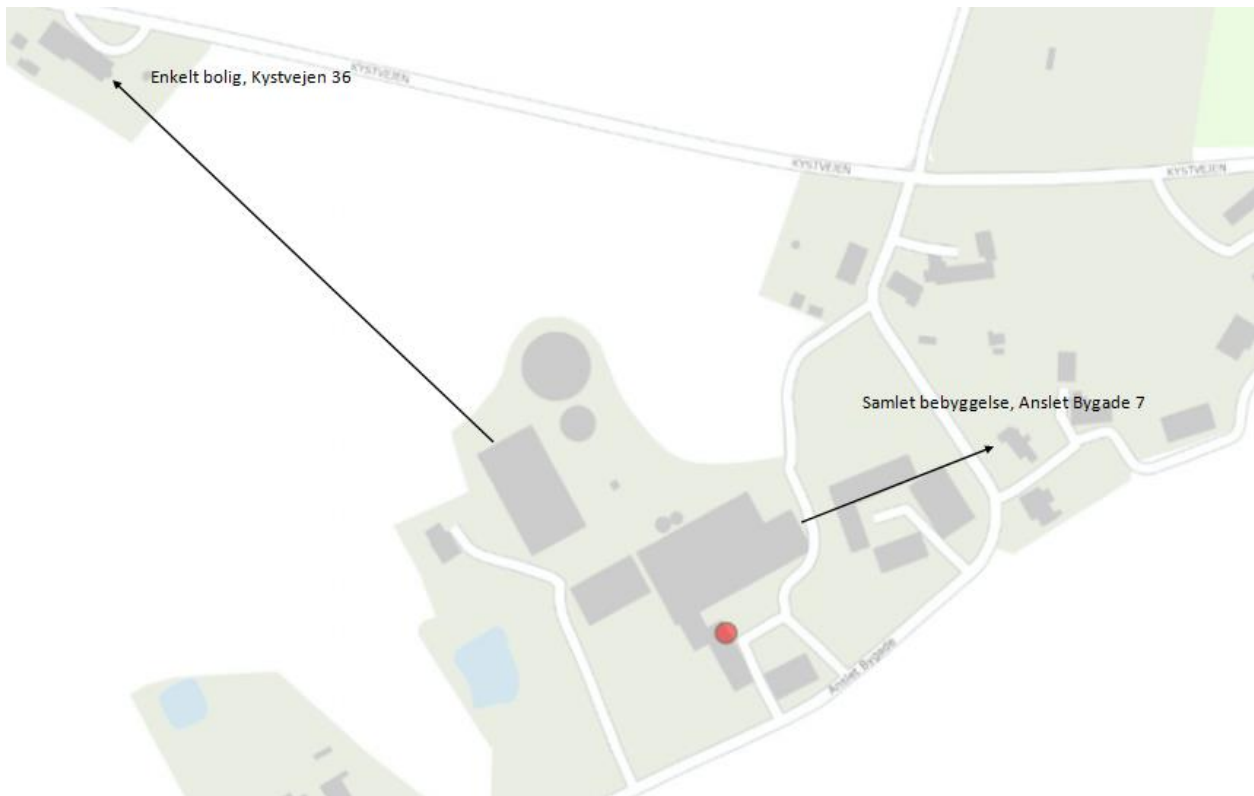 Enkelt bolig, Kystvejen 36
KYSTVEJEN
KYSTVEJEN
KYSTVEJEN
Samlet bebyggelse, Anslet Bygade 7
Anslet Bygade